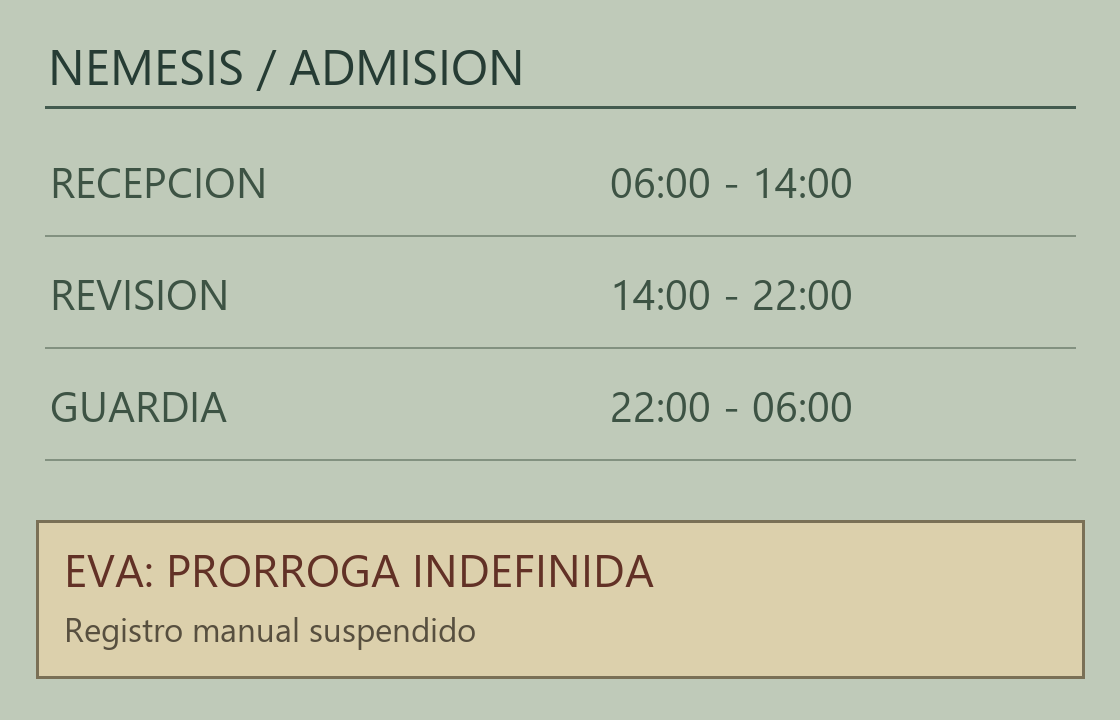 NEMESIS / ADMISION
RECEPCION 06:00 - 14:00
REVISION 14:00 - 22:00
GUARDIA 22:00 - 06:00
EVA: PRORROGA INDEFINIDA
Registro manual suspendido